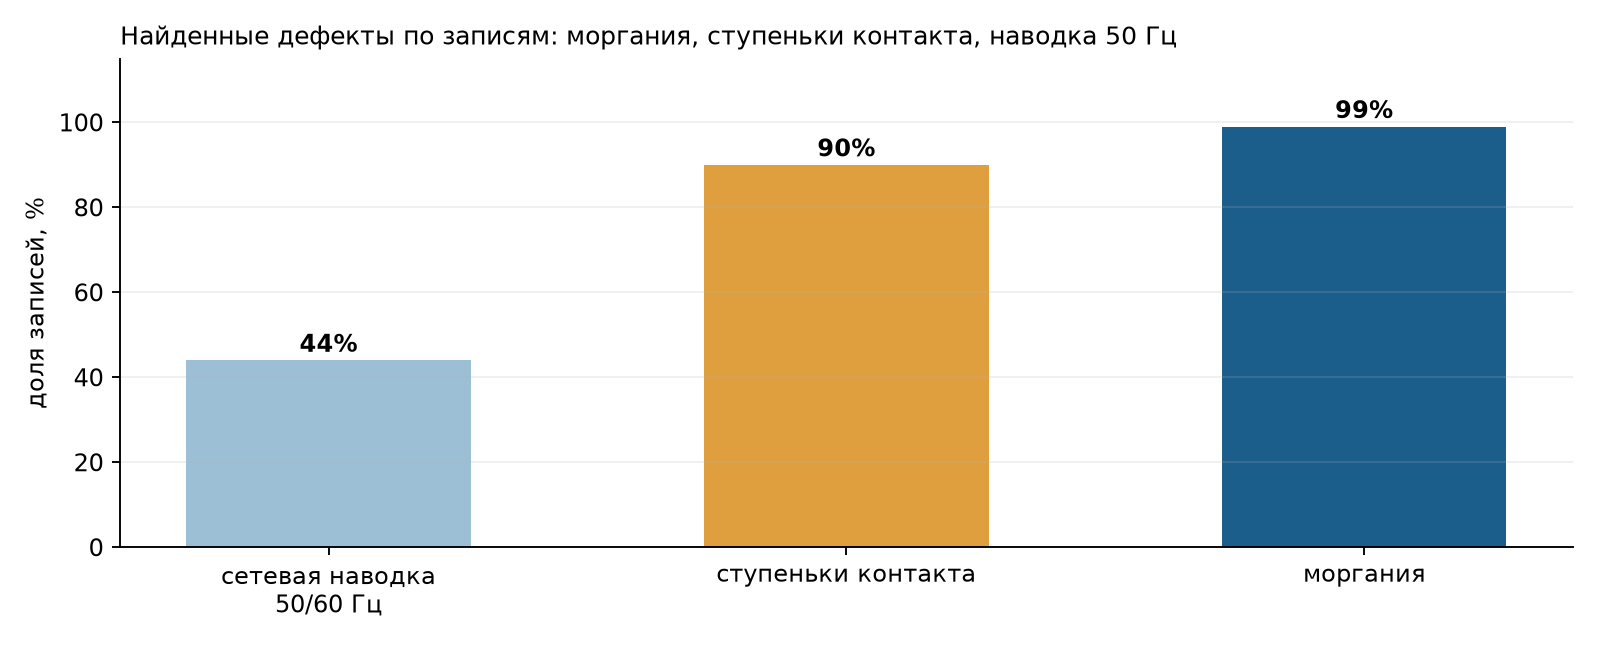 Найденные дефекты по записям: моргания, ступеньки контакта, наводка 50 Гц
доля записей, %
100
80
60
40
20
0
44%
90%
99%
сетевая наводка
50/60 Гц
ступеньки контакта
моргания